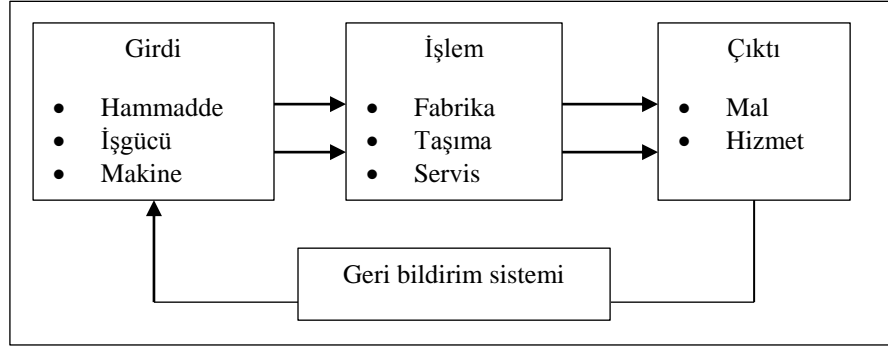 Girdi
• Hammadde
• İşgücü
• Makine
İşlem
• Fabrika
• Taşıma
• Servis
Çıktı
• Mal
• Hizmet
Geri bildirim sistemi